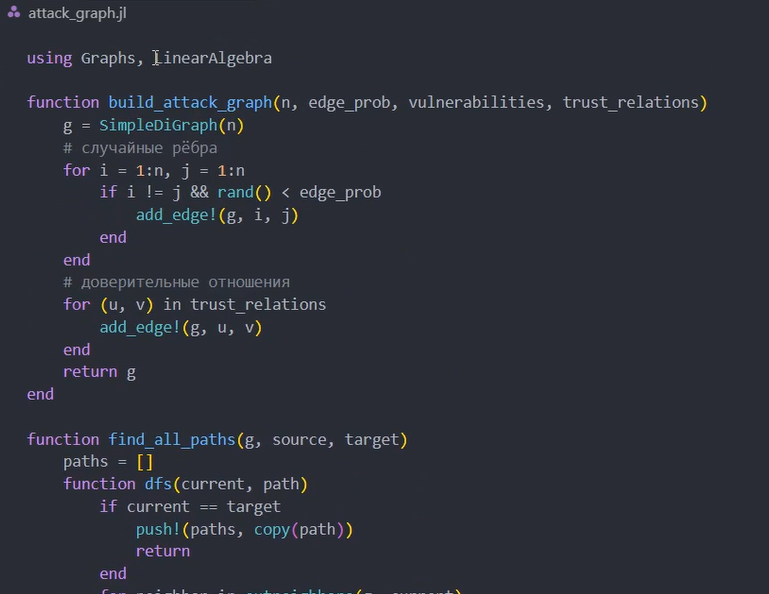 attack_graph.jl
using Graphs, LinearAlgebra
function build_attack_graph(n, edge_prob, vulnerabilities, trust_relations)
    g = SimpleDiGraph(n)
    # случайные рёбра
    for i = 1:n, j = 1:n
        if i != j && rand() < edge_prob
            add_edge!(g, i, j)
        end
    end
    # доверительные отношения
    for (u, v) in trust_relations
        add_edge!(g, u, v)
    end
    return g
end
function find_all_paths(g, source, target)
    paths = []
    function dfs(current, path)
        if current == target
            push!(paths, copy(path))
            return
        end